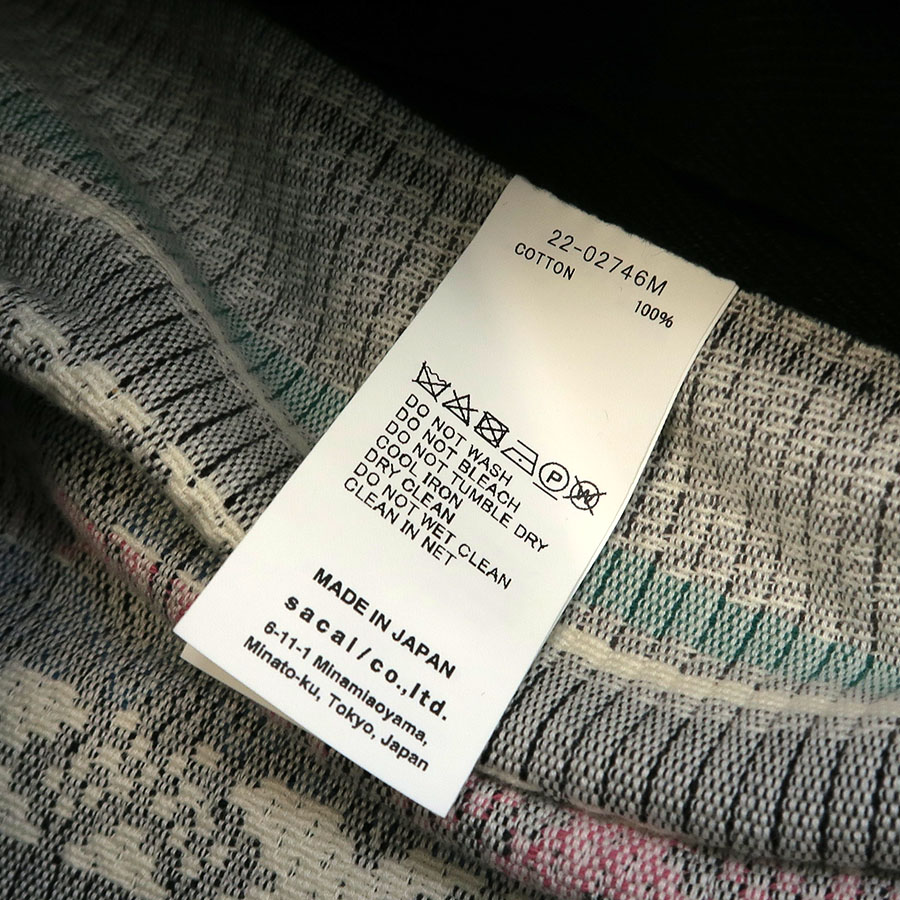 22-02746M
COTTON 100%
P W
DO NOT WASH
DO NOT BLEACH
DO NOT TUMBLE DRY
COOL IRON
DRY CLEAN
DO NOT WET CLEAN
CLEAN IN NET
MADE IN JAPAN
sacai/co.,ltd.
6-11-1 Minamiaoyama,
Minato-ku, Tokyo, Japan